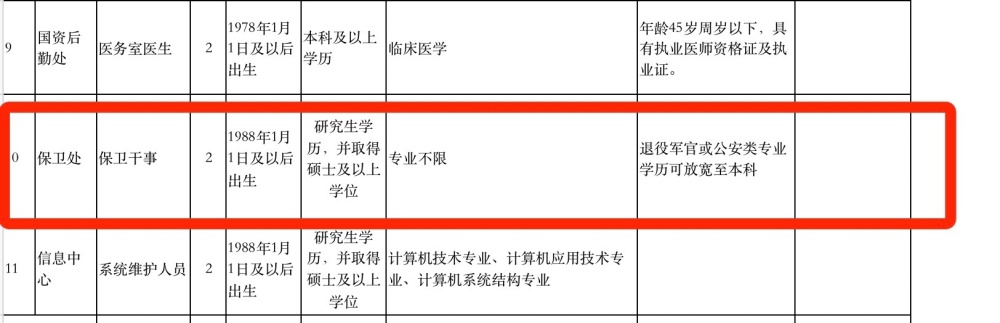 9
国资后
勤处
医务室医生
2
1978年1月
1日及以后
出生
本科及以上
学历
临床医学
年龄45岁周岁以下，具
有执业医师资格证及执
业证。
0
保卫处
保卫干事
2
1988年1月
1日及以后
出生
研究生学
历，并取得
硕士及以上
学位
专业不限
退役军官或公安类专业
学历可放宽至本科
11
信息中
心
系统维护人员
2
1988年1月
1日及以后
出生
研究生学
历，并取得
硕士及以上
学位
计算机技术专业、计算机应用技术专
业、计算机系统结构专业